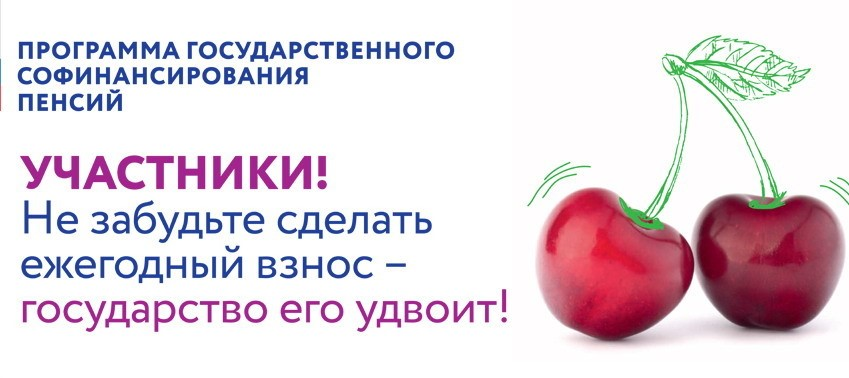 ПРОГРАММА ГОСУДАРСТВЕННОГО
СОФИНАНСИРОВАНИЯ
ПЕНСИЙ
УЧАСТНИКИ!
Не забудьте сделать
ежегодный взнос –
государство его удвоит!